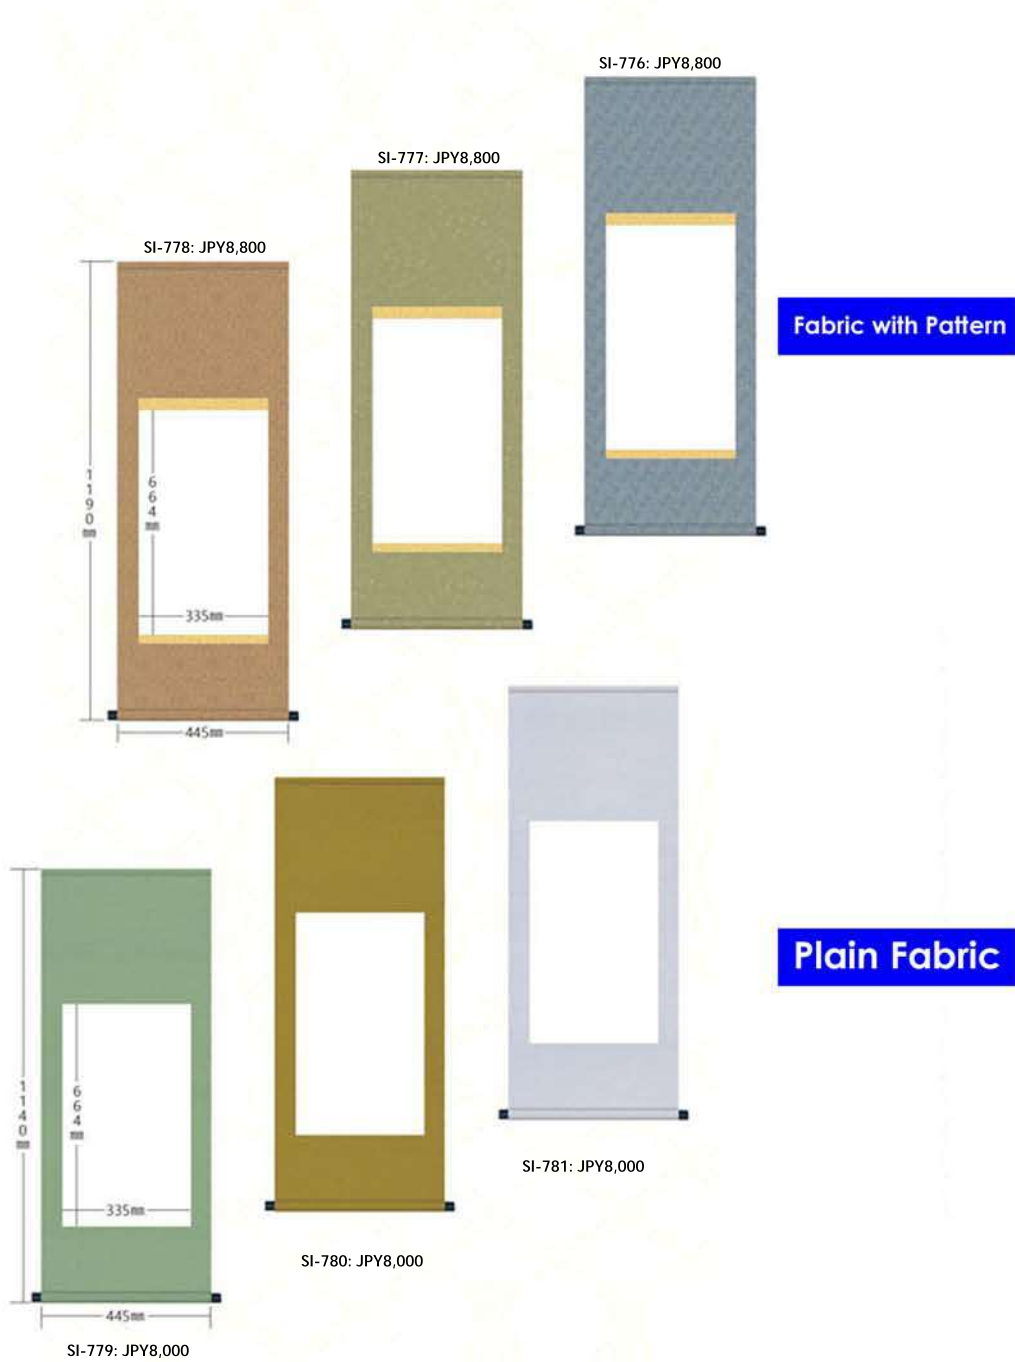 SI-776: JPY8,800
SI-777: JPY8,800
SI-778: JPY8,800
Fabric with Pattern
1190㎜
664㎜
335㎜
445㎜
Plain Fabric
1140㎜
664㎜
335㎜
445㎜
SI-781: JPY8,000
SI-780: JPY8,000
SI-779: JPY8,000